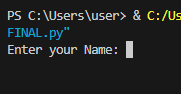 PS C:\Users\user> & C:/Us
FINAL.py"
Enter your Name: